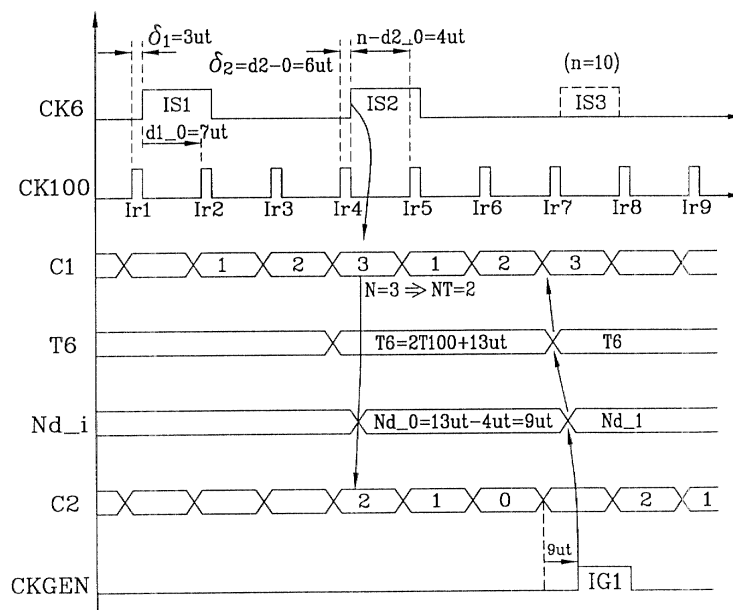 δ1=3ut
n-d2_0=4ut
δ2=d2-0=6ut
(n=10)
CK6
IS1
IS2
IS3
d1_0=7ut
CK100
Ir1 Ir2 Ir3 Ir4 Ir5 Ir6 Ir7 Ir8 Ir9
C1
1 2 3 1 2 3
N=3 ⇒ NT=2
T6
T6=2T100+13ut
T6
Nd_i
Nd_0=13ut-4ut=9ut
Nd_1
C2
2 1 0 2 1
9ut
CKGEN
IG1